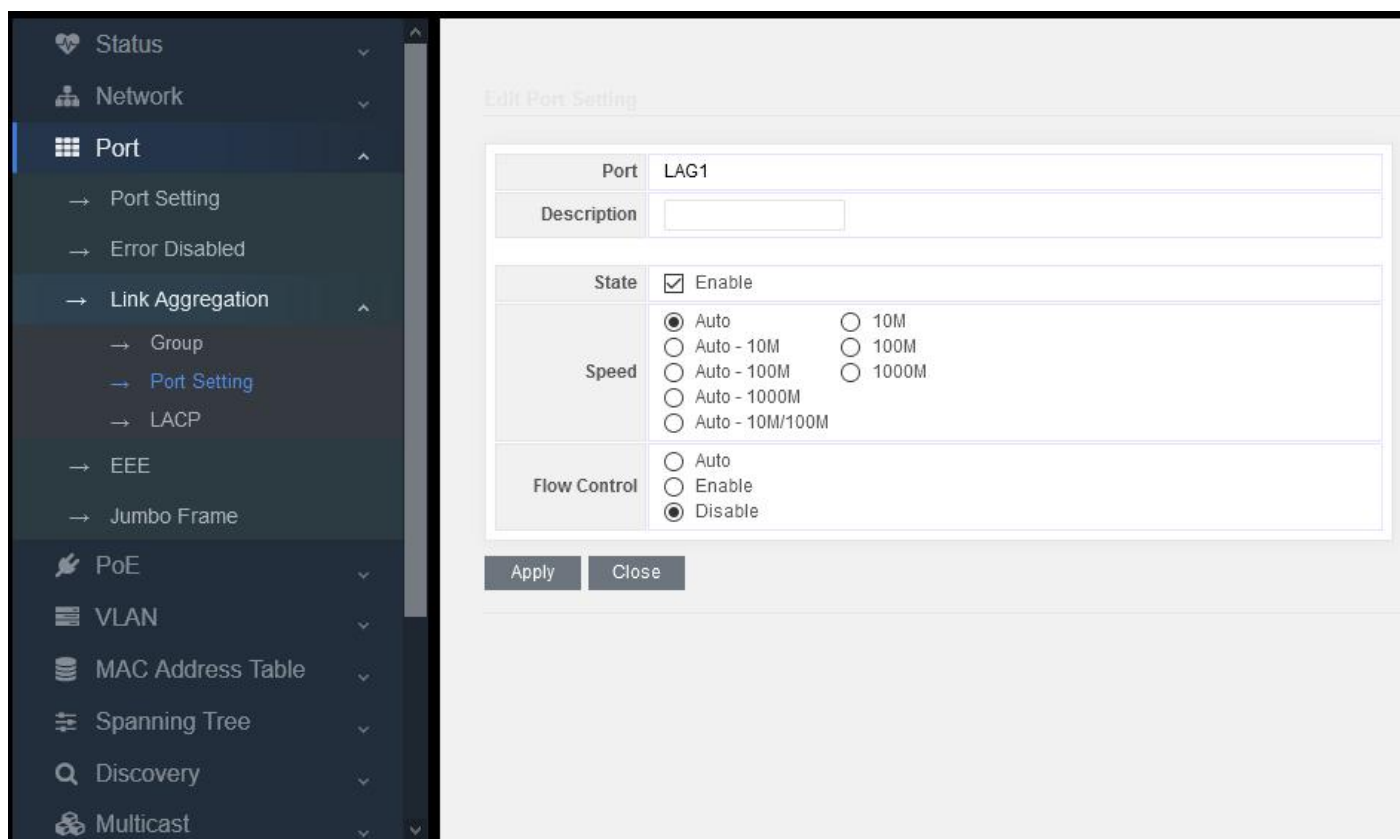 Status
Network
Port
Port Setting
Error Disabled
Link Aggregation
Group
Port Setting
LACP
EEE
Jumbo Frame
PoE
VLAN
MAC Address Table
Spanning Tree
Discovery
Multicast
Edit Port Setting
Port LAG1
Description
State Enable
Speed
Auto 10M
Auto - 10M 100M
Auto - 100M 1000M
Auto - 1000M
Auto - 10M/100M
Flow Control
Auto
Enable
Disable
Apply Close